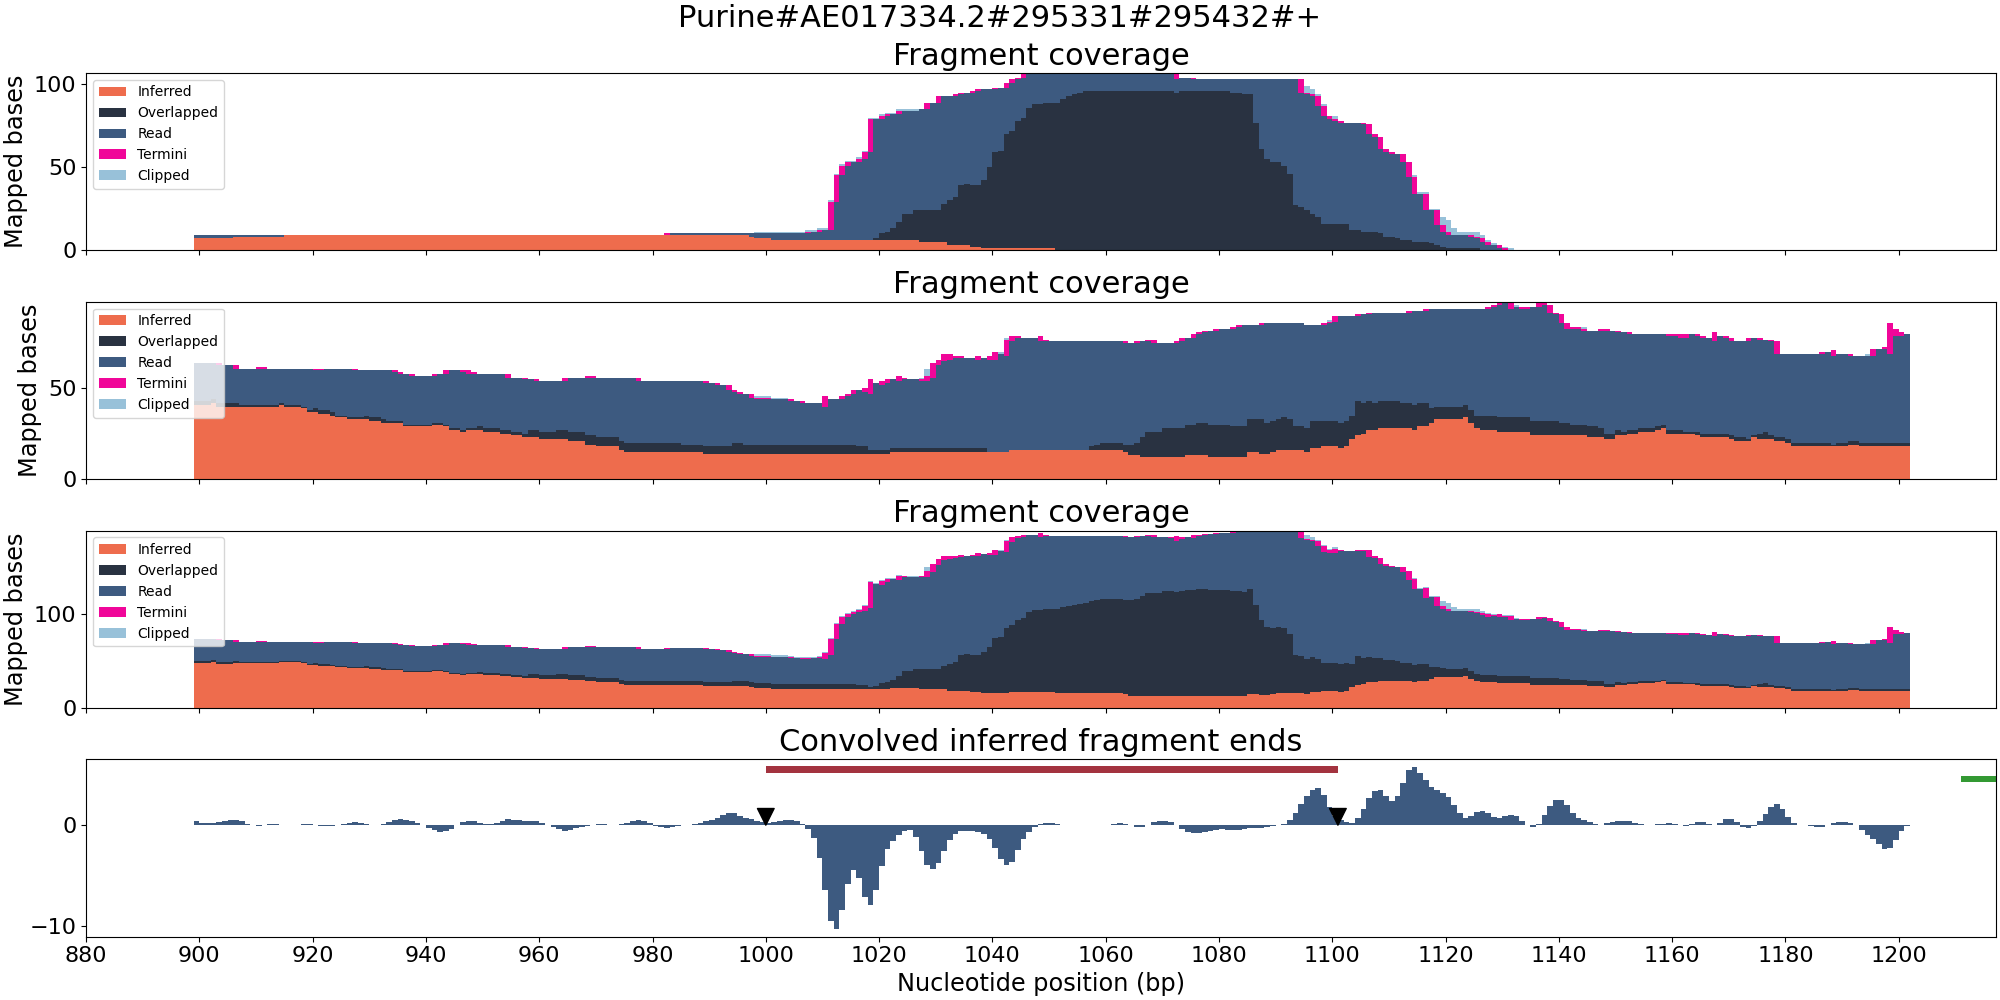 Purine#AE017334.2#295331#295432#+
Fragment coverage
100
50
0
Mapped bases
Inferred
Overlapped
Read
Termini
Clipped
Fragment coverage
50
0
Mapped bases
Inferred
Overlapped
Read
Termini
Clipped
Fragment coverage
100
0
Mapped bases
Inferred
Overlapped
Read
Termini
Clipped
Convolved inferred fragment ends
0
−10
880 900 920 940 960 980 1000 1020 1040 1060 1080 1100 1120 1140 1160 1180 1200
Nucleotide position (bp)